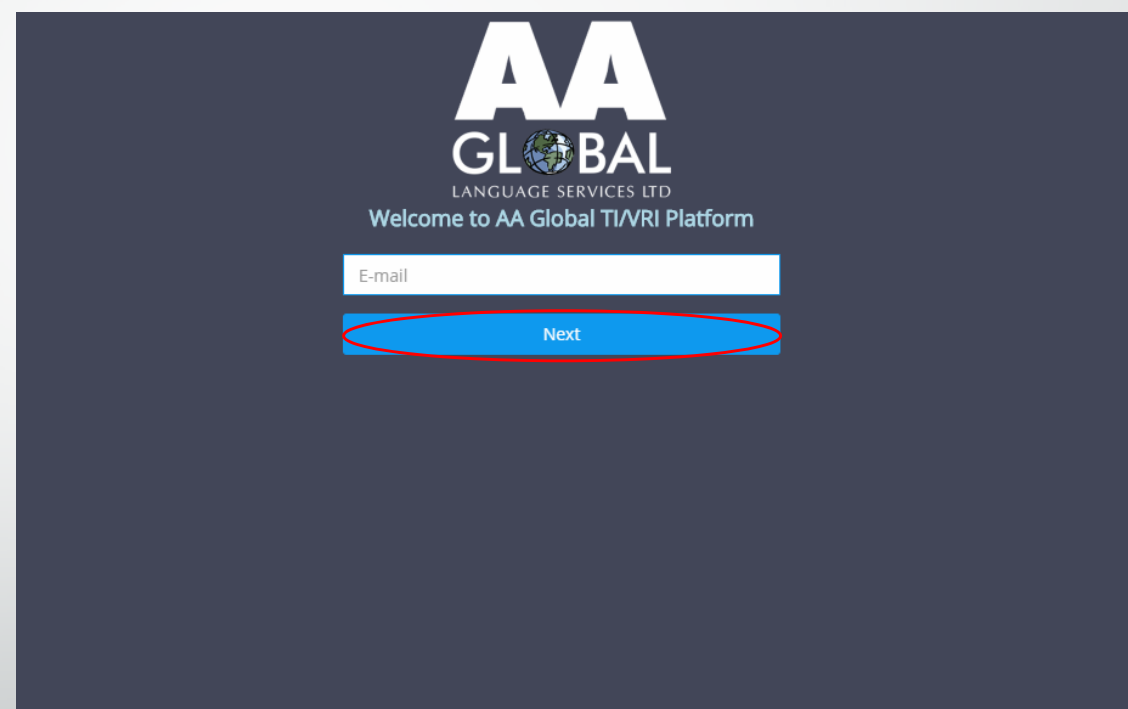 AA
GLOBAL
LANGUAGE SERVICES LTD
Welcome to AA Global TI/VRI Platform
E-mail
Next